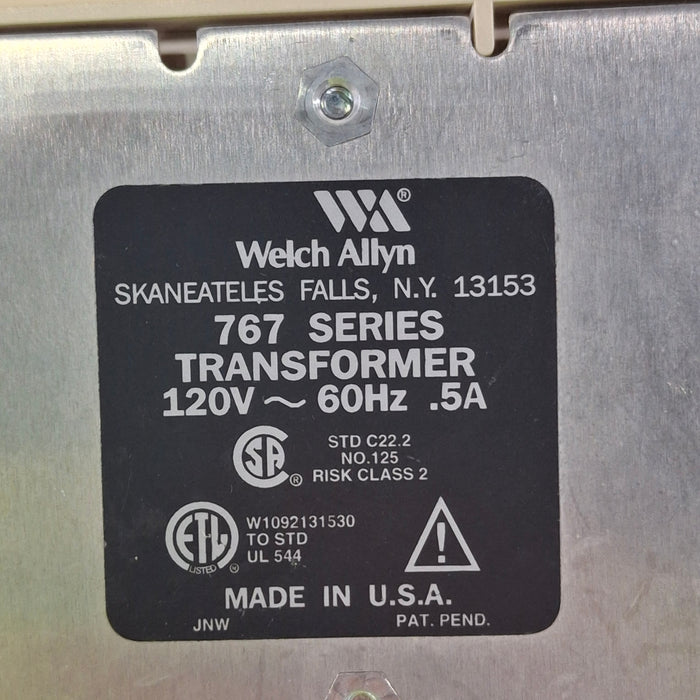 WA®
Welch Allyn
SKANEATELES FALLS, N.Y. 13153
767 SERIES
TRANSFORMER
120V ~ 60Hz .5A
SA ®
STD C22.2
NO.125
RISK CLASS 2
ETL
LISTED ®
W1092131530
TO STD
UL 544
!
MADE IN U.S.A.
JNW
PAT. PEND.